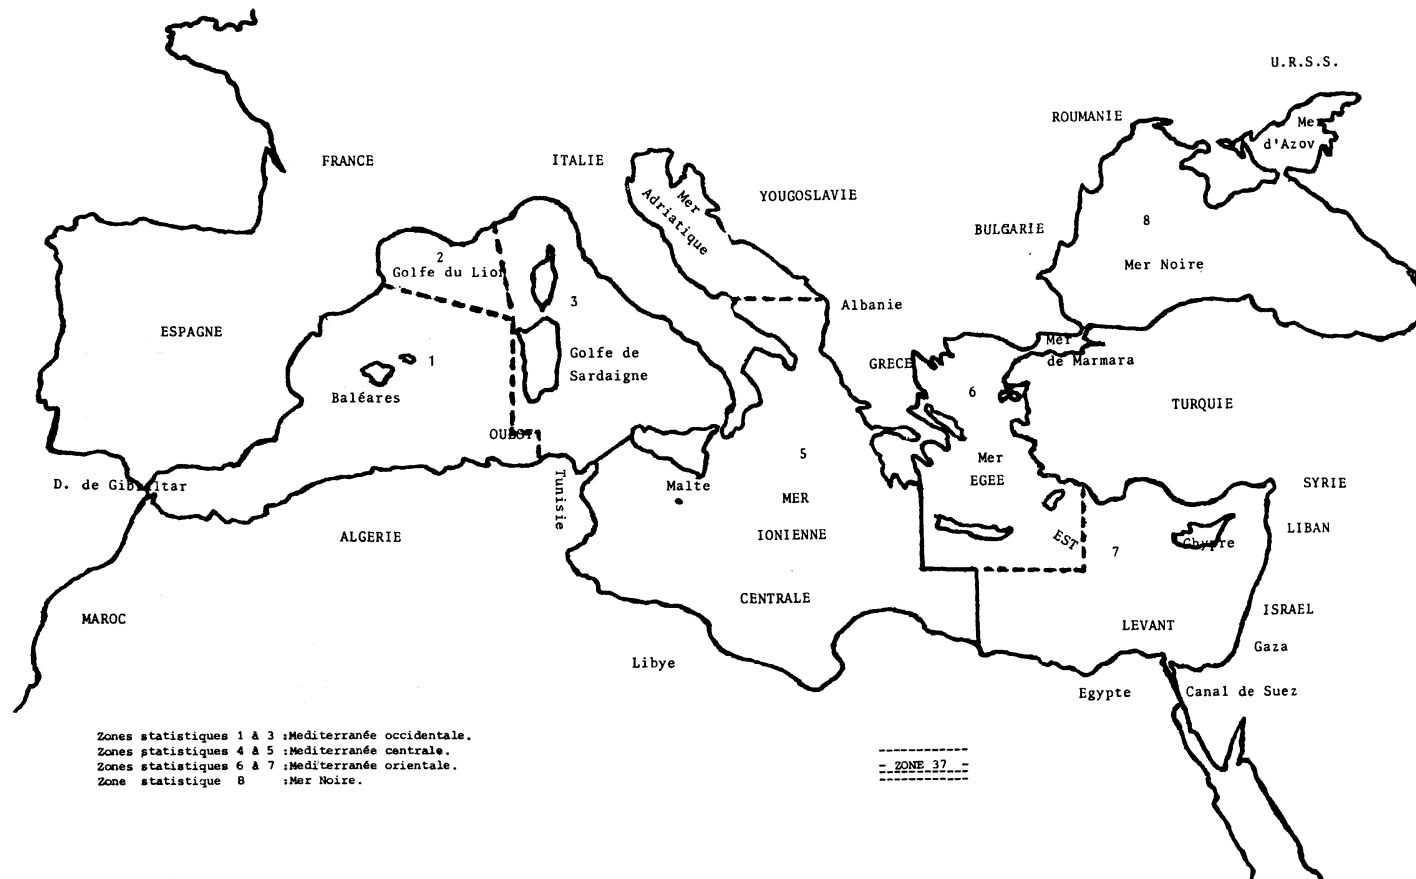 U.R.S.S.
ROUMANIE
Mer
d'Azov
FRANCE
ITALIE
YOUGOSLAVIE
Mer
Adriatique
BULGARIE
8
Mer Noire
2
Golfe du Lion
3
Albanie
ESPAGNE
1
Golfe de
Sardaigne
Baléares
GRECE
Mer
de Marmara
6
TURQUIE
OUEST
5
Mer
EGEE
D. de Gibraltar
Malte
Tunisie
MER
IONIENNE
SYRIE
LIBAN
ALGERIE
EST
7
Chypre
CENTRALE
MAROC
LEVANT
ISRAEL
Gaza
Libye
Egypte
Canal de Suez
Zones statistiques 1 à 3 :Mediterranée occidentale.
Zones statistiques 4 à 5 :Mediterranée centrale.
Zones statistiques 6 à 7 :Mediterranée orientale.
Zone statistique 8 :Mer Noire.
- ZONE 37 -